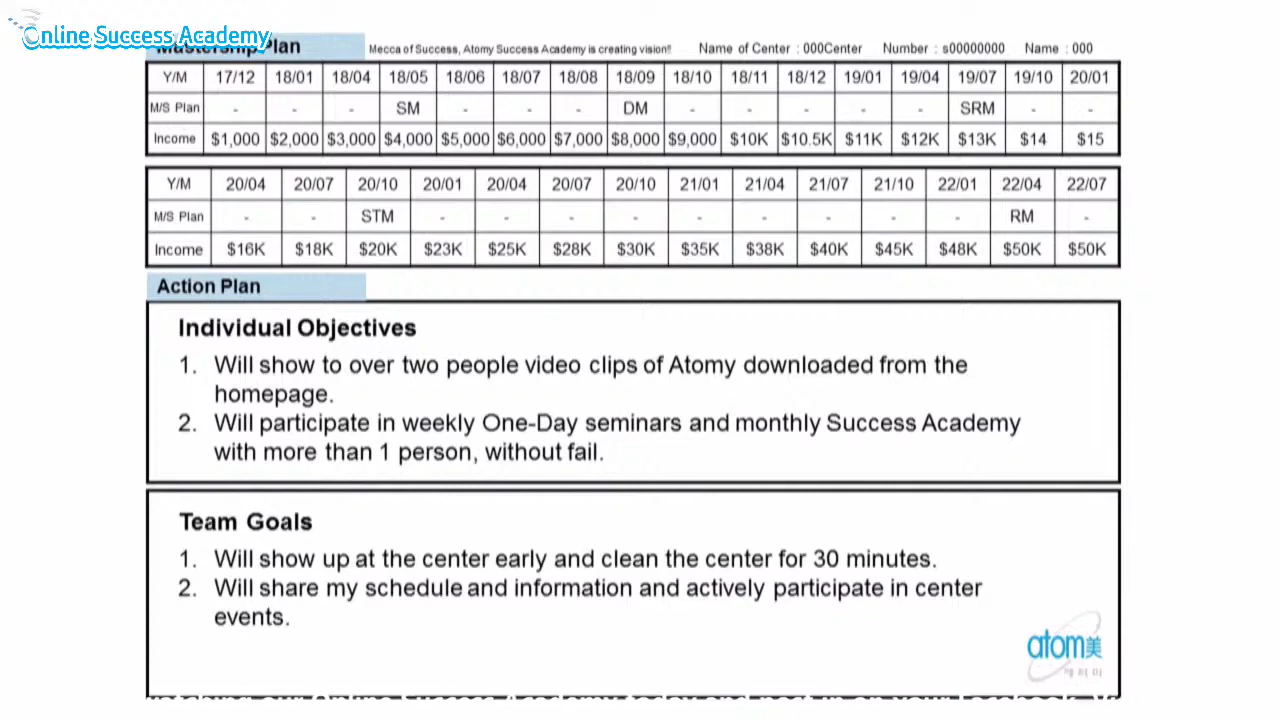 Online Success Academy
Mastership Plan Mecca of Success, Atomy Success Academy is creating vision!! Name of Center : 000Center Number : s00000000 Name : 000
Y/M 17/12 18/01 18/04 18/05 18/06 18/07 18/08 18/09 18/10 18/11 18/12 19/01 19/04 19/07 19/10 20/01
M/S Plan - - - SM - - - DM - - - - - SRM - -
Income $1,000 $2,000 $3,000 $4,000 $5,000 $6,000 $7,000 $8,000 $9,000 $10K $10.5K $11K $12K $13K $14 $15
Y/M 20/04 20/07 20/10 20/01 20/04 20/07 20/10 21/01 21/04 21/07 21/10 22/01 22/04 22/07
M/S Plan - - STM - - - - - - - - - RM -
Income $16K $18K $20K $23K $25K $28K $30K $35K $38K $40K $45K $48K $50K $50K
Action Plan
Individual Objectives
1. Will show to over two people video clips of Atomy downloaded from the
homepage.
2. Will participate in weekly One-Day seminars and monthly Success Academy
with more than 1 person, without fail.
Team Goals
1. Will show up at the center early and clean the center for 30 minutes.
2. Will share my schedule and information and actively participate in center
events.
atom美